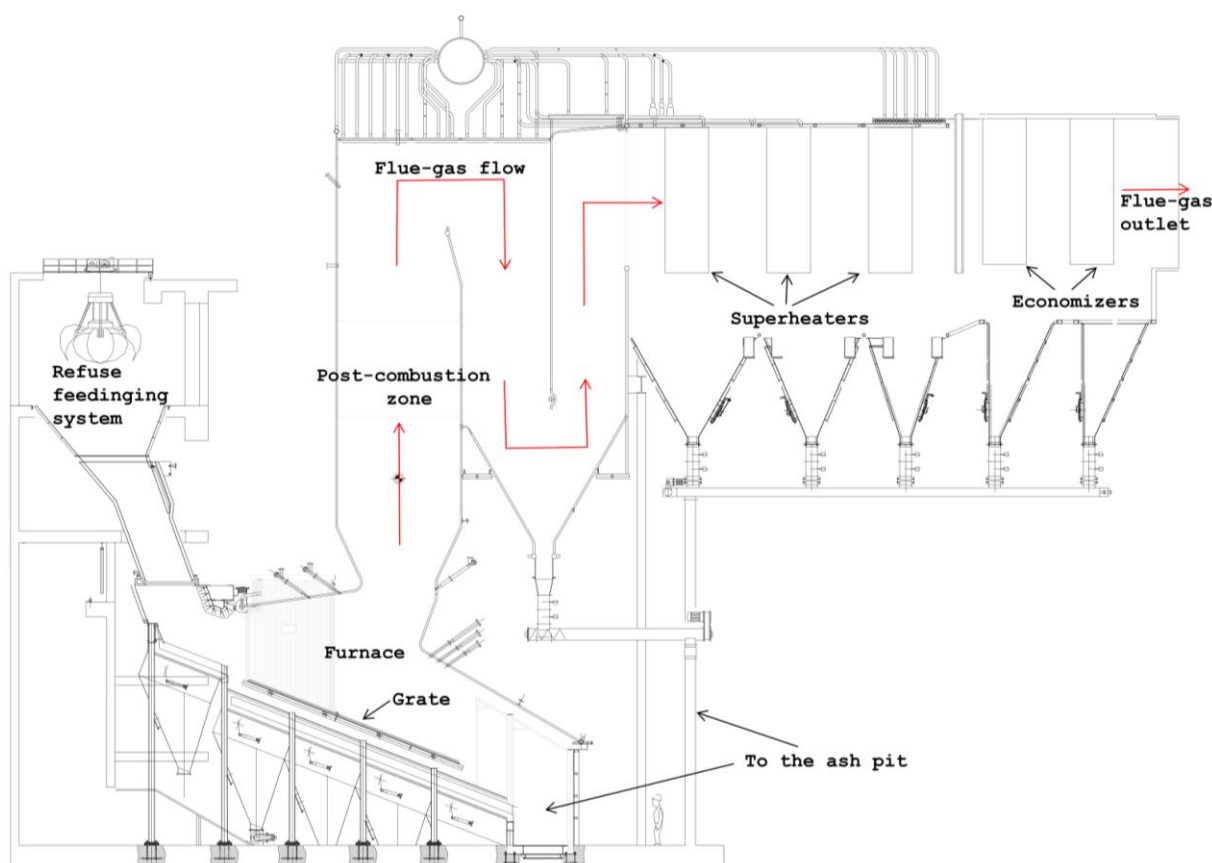 Flue-gas flow
Flue-gas
outlet
Economizers
Superheaters
Refuse
feedinging
system
Post-combustion
zone
Furnace
Grate
To the ash pit